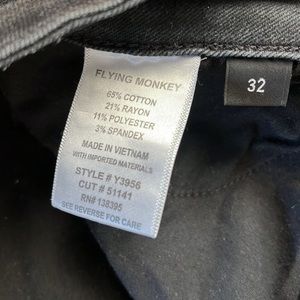 FLYING MONKEY
65% COTTON
21% RAYON
11% POLYESTER
3% SPANDEX
MADE IN VIETNAM
WITH IMPORTED MATERIALS
STYLE # Y3956
CUT # 51141
RN# 138395
SEE REVERSE FOR CARE
32